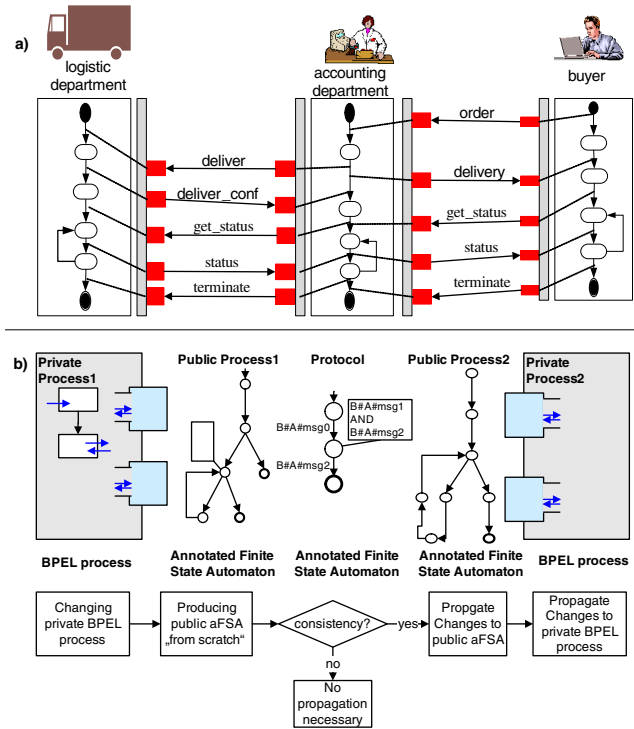 a)
logistic
department
accounting
department
buyer
order
deliver
delivery
deliver_conf
get_status
get_status
status
status
terminate
terminate
b)
Private
Process1
Public Process1
Protocol
Public Process2
Private
Process2
B#A#msg1
AND
B#A#msg2
B#A#msg0
B#A#msg2
BPEL process
Annotated Finite
State Automaton
Annotated Finite
State Automaton
Annotated Finite
State Automaton
BPEL process
Changing
private BPEL
process
Producing
public aFSA
„from scratch“
consistency?
yes
Propgate
Changes to
public aFSA
Propagate
Changes to
private BPEL
process
no
No
propagation
necessary